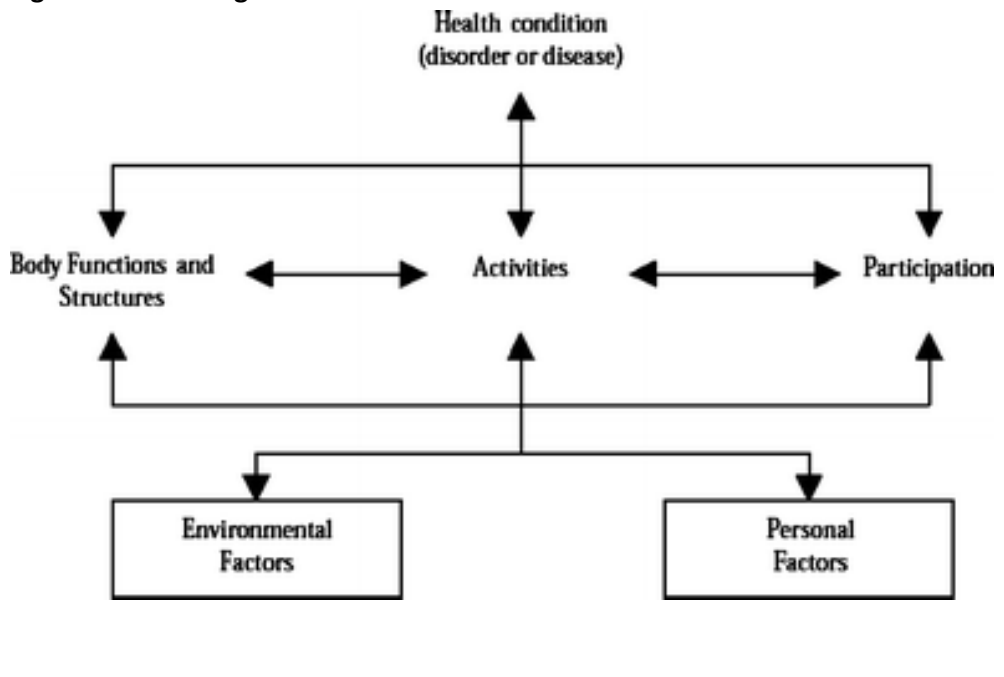 Health condition
(disorder or disease)
Body Functions and
Structures
Activities
Participation
Environmental
Factors
Personal
Factors